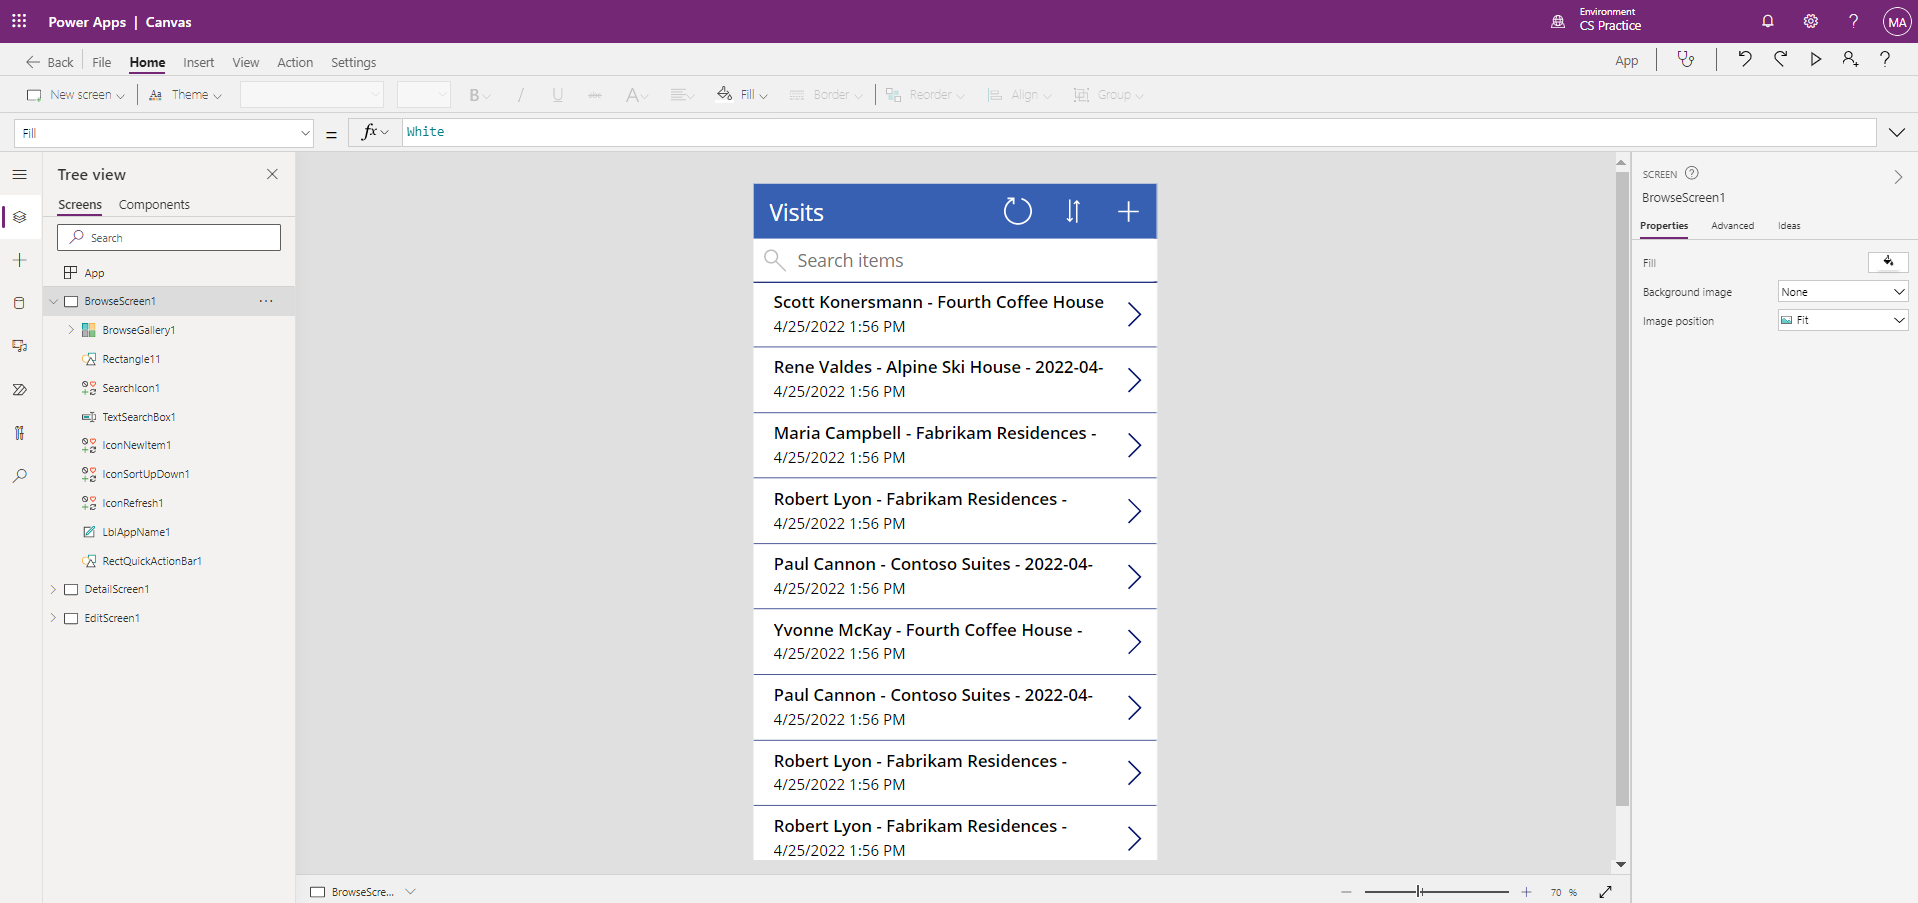 Power Apps | Canvas
Environment
CS Practice
MA
Back File Home Insert View Action Settings
App
New screen Theme B / U abc A Fill Border Reorder Align Group
Fill = fx White
Tree view
Screens Components
Search
App
BrowseScreen1 ...
BrowseGallery1
Rectangle11
SearchIcon1
TextSearchBox1
IconNewItem1
IconSortUpDown1
IconRefresh1
LblAppName1
RectQuickActionBar1
DetailScreen1
EditScreen1
Visits
Search items
Scott Konersmann - Fourth Coffee House
4/25/2022 1:56 PM
Rene Valdes - Alpine Ski House - 2022-04-
4/25/2022 1:56 PM
Maria Campbell - Fabrikam Residences -
4/25/2022 1:56 PM
Robert Lyon - Fabrikam Residences -
4/25/2022 1:56 PM
Paul Cannon - Contoso Suites - 2022-04-
4/25/2022 1:56 PM
Yvonne McKay - Fourth Coffee House -
4/25/2022 1:56 PM
Paul Cannon - Contoso Suites - 2022-04-
4/25/2022 1:56 PM
Robert Lyon - Fabrikam Residences -
4/25/2022 1:56 PM
Robert Lyon - Fabrikam Residences -
4/25/2022 1:56 PM
BrowseScre...
70 %
SCREEN
BrowseScreen1
Properties Advanced Ideas
Fill
Background image None
Image position Fit